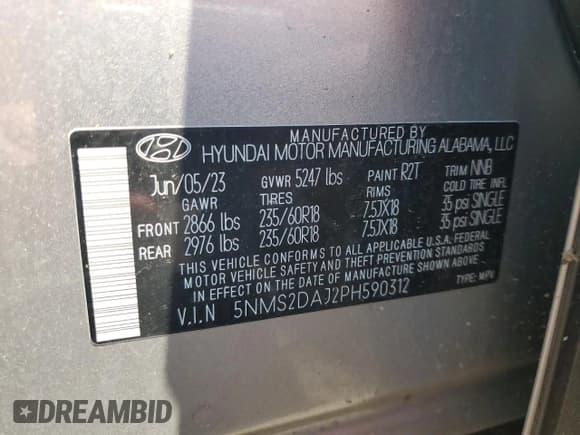 MANUFACTURED BY
HYUNDAI MOTOR MANUFACTURING ALABAMA, LLC
Jun/05/23 GVWR 5247 lbs PAINT R2T TRIM NNB
GAWR TIRES RIMS COLD TIRE INFL
FRONT 2866 lbs 235/60R18 7.5JX18 35 psi SINGLE
REAR 2976 lbs 235/60R18 7.5JX18 35 psi SINGLE
THIS VEHICLE CONFORMS TO ALL APPLICABLE U.S.A. FEDERAL
MOTOR VEHICLE SAFETY AND THEFT PREVENTION STANDARDS
IN EFFECT ON THE DATE OF MANUFACTURE SHOWN ABOVE.
V.I.N 5NMS2DAJ2PH590312 TYPE: MPV
DREAMBID